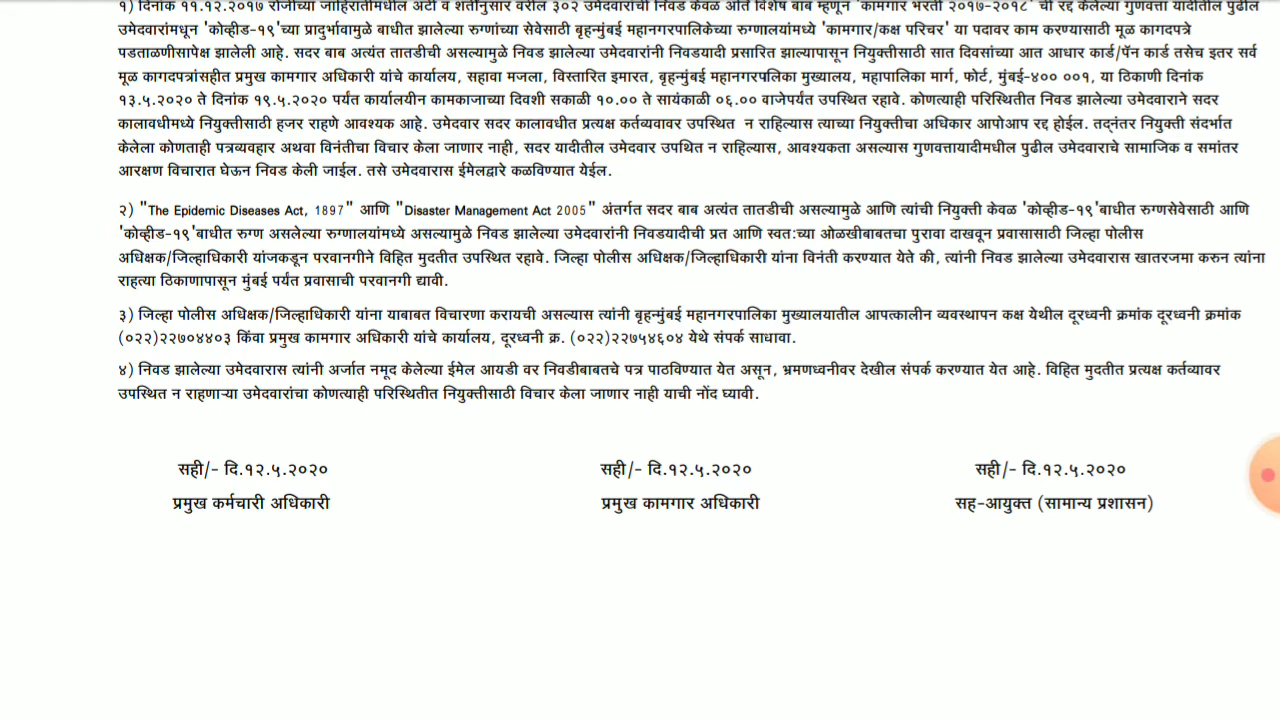 १) दिनांक ११.१२.२०१७ रोजीच्या जाहिरातीमधील अटी व शर्तीनुसार वरील ३०२ उमेदवारांची निवड केवळ अति विशेष बाब म्हणून 'कामगार भरती २०१७-२०१८' ची रद्द केलेल्या गुणवत्ता यादीतील पुढील
उमेदवारांमधून 'कोव्हीड-१९'च्या प्रादुर्भावामुळे बाधीत झालेल्या रुग्णांच्या सेवेसाठी बृहन्मुंबई महानगरपालिकेच्या रुग्णालयांमध्ये 'कामगार/कक्ष परिचर' या पदावर काम करण्यासाठी मूळ कागदपत्रे
पडताळणीसापेक्ष झालेली आहे. सदर बाब अत्यंत तातडीची असल्यामुळे निवड झालेल्या उमेदवारांनी निवडयादी प्रसारित झाल्यापासून नियुक्तीसाठी सात दिवसांच्या आत आधार कार्ड/पॅन कार्ड तसेच इतर सर्व
मूळ कागदपत्रांसहीत प्रमुख कामगार अधिकारी यांचे कार्यालय, सहावा मजला, विस्तारित इमारत, बृहन्मुंबई महानगरपलिका मुख्यालय, महापालिका मार्ग, फोर्ट, मुंबई-४०० ००१, या ठिकाणी दिनांक
१३.५.२०२० ते दिनांक १९.५.२०२० पर्यंत कार्यालयीन कामकाजाच्या दिवशी सकाळी १०.०० ते सायंकाळी ०६.०० वाजेपर्यंत उपस्थित रहावे. कोणत्याही परिस्थितीत निवड झालेल्या उमेदवाराने सदर
कालावधीमध्ये नियुक्तीसाठी हजर राहणे आवश्यक आहे. उमेदवार सदर कालावधीत प्रत्यक्ष कर्तव्यवावर उपस्थित न राहिल्यास त्याच्या नियुक्तीचा अधिकार आपोआप रद्द होईल. तद्नंतर नियुक्ती संदर्भात
केलेला कोणताही पत्रव्यवहार अथवा विनंतीचा विचार केला जाणार नाही, सदर यादीतील उमेदवार उपथित न राहिल्यास, आवश्यकता असल्यास गुणवत्तायादीमधील पुढील उमेदवाराचे सामाजिक व समांतर
आरक्षण विचारात घेऊन निवड केली जाईल. तसे उमेदवारास ईमेलद्वारे कळविण्यात येईल.
२) "The Epidemic Diseases Act, 1897" आणि "Disaster Management Act 2005" अंतर्गत सदर बाब अत्यंत तातडीची असल्यामुळे आणि त्यांची नियुक्ती केवळ 'कोव्हीड-१९'बाधीत रुग्णसेवेसाठी आणि
'कोव्हीड-१९'बाधीत रुग्ण असलेल्या रुग्णालयांमध्ये असल्यामुळे निवड झालेल्या उमेदवारांनी निवडयादीची प्रत आणि स्वत:च्या ओळखीबाबतचा पुरावा दाखवून प्रवासासाठी जिल्हा पोलीस
अधिक्षक/जिल्हाधिकारी यांजकडून परवानगीने विहित मुदतीत उपस्थित रहावे. जिल्हा पोलीस अधिक्षक/जिल्हाधिकारी यांना विनंती करण्यात येते की, त्यांनी निवड झालेल्या उमेदवारास खातरजमा करुन त्यांना
राहत्या ठिकाणापासून मुंबई पर्यंत प्रवासाची परवानगी द्यावी.
३) जिल्हा पोलीस अधिक्षक/जिल्हाधिकारी यांना याबाबत विचारणा करायची असल्यास त्यांनी बृहन्मुंबई महानगरपालिका मुख्यालयातील आपत्कालीन व्यवस्थापन कक्ष येथील दूरध्वनी क्रमांक दूरध्वनी क्रमांक
(०२२)२२७०४४०३ किंवा प्रमुख कामगार अधिकारी यांचे कार्यालय, दूरध्वनी क्र. (०२२)२२७५४६०४ येथे संपर्क साधावा.
४) निवड झालेल्या उमेदवारास त्यांनी अर्जात नमूद केलेल्या ईमेल आयडी वर निवडीबाबतचे पत्र पाठविण्यात येत असून, भ्रमणध्वनीवर देखील संपर्क करण्यात येत आहे. विहित मुदतीत प्रत्यक्ष कर्तव्यावर
उपस्थित न राहणाऱ्या उमेदवारांचा कोणत्याही परिस्थितीत नियुक्तीसाठी विचार केला जाणार नाही याची नोंद घ्यावी.
सही/- दि.१२.५.२०२० सही/- दि.१२.५.२०२० सही/- दि.१२.५.२०२०
प्रमुख कर्मचारी अधिकारी प्रमुख कामगार अधिकारी सह-आयुक्त (सामान्य प्रशासन)